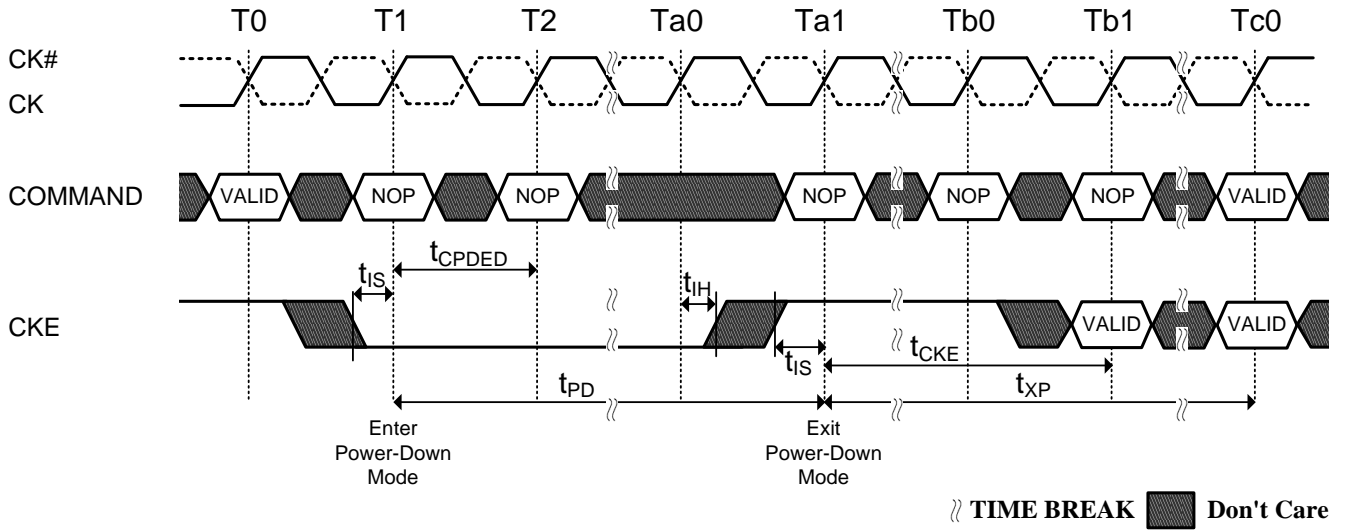 T0 T1 T2 Ta0 Ta1 Tb0 Tb1 Tc0
CK#
CK
COMMAND VALID NOP NOP NOP NOP NOP VALID
tIS tCPDED tIH
CKE VALID VALID
tIS tCKE
tPD tXP
Enter
Power-Down
Mode
Exit
Power-Down
Mode
TIME BREAK Don't Care